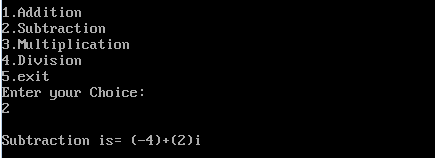 1.Addition
2.Subtraction
3.Multiplication
4.Division
5.exit
Enter your Choice:
2
Subtraction is= (-4)+(2)i